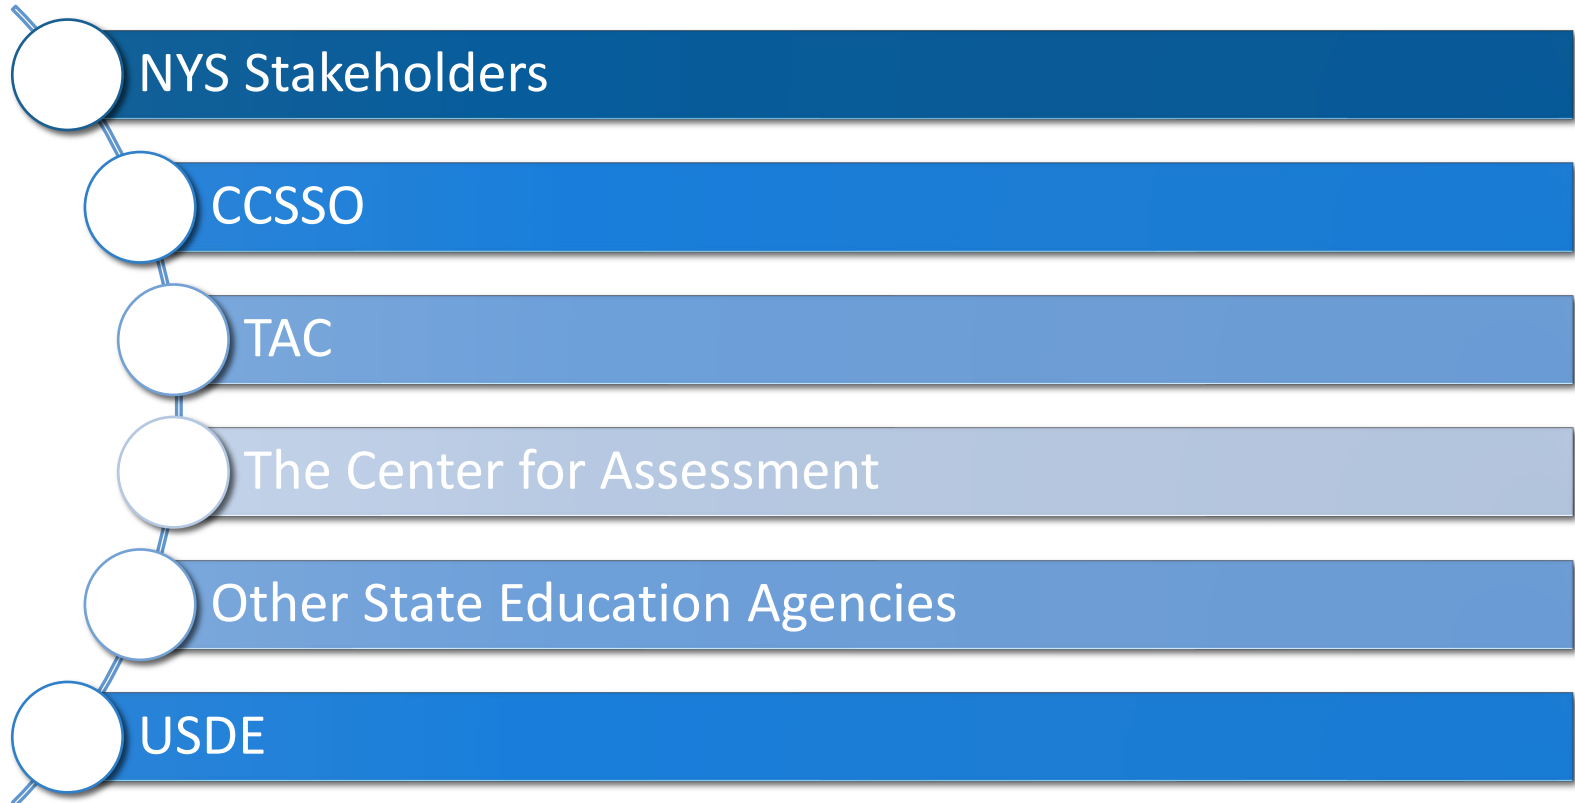 NYS Stakeholders
CCSSO
TAC
The Center for Assessment
Other State Education Agencies
USDE